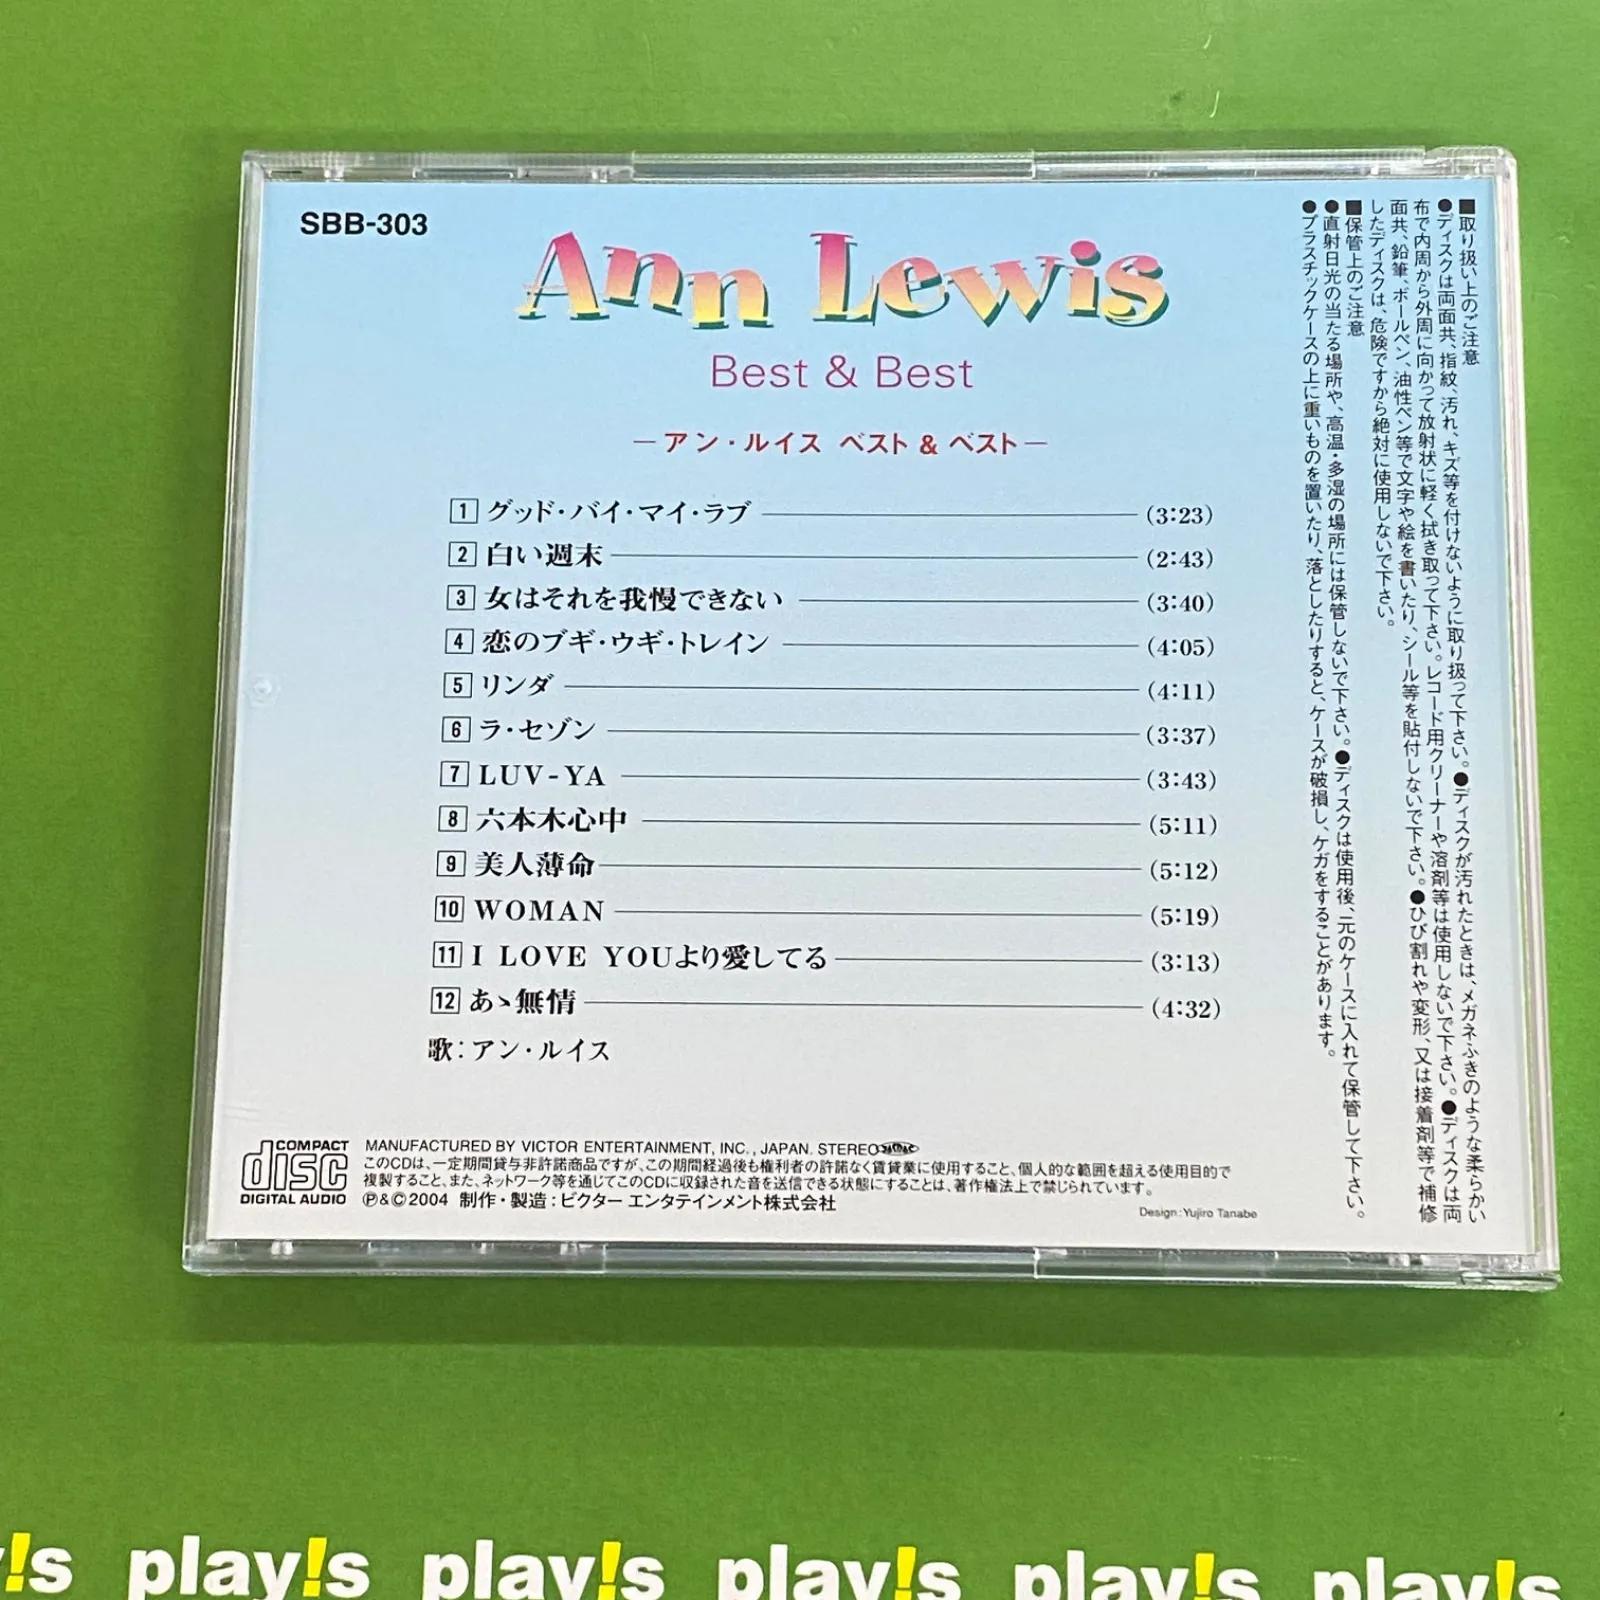 SBB-303
Ann Lewis
Best & Best
－アン・ルイス ベスト & ベスト－
1 グッド・バイ・マイ・ラブ (3:23)
2 白い週末 (2:43)
3 女はそれを我慢できない (3:40)
4 恋のブギ・ウギ・トレイン (4:05)
5 リンダ (4:11)
6 ラ・セゾン (3:37)
7 LUV-YA (3:43)
8 六本木心中 (5:11)
9 美人薄命 (5:12)
10 WOMAN (5:19)
11 I LOVE YOUより愛してる (3:13)
12 あゝ無情 (4:32)
歌：アン・ルイス
COMPACT
disc
DIGITAL AUDIO
MANUFACTURED BY VICTOR ENTERTAINMENT, INC., JAPAN. STEREO
このCDは、一定期間貸与非許諾商品ですが、この期間経過後も権利者の許諾なく賃貸業に使用すること、個人的な範囲を超える使用目的で
複製すること、また、ネットワーク等を通じてこのCDに収録された音を送信できる状態にすることは、著作権法上で禁じられています。
Ⓟ&©2004 制作・製造：ビクター エンタテインメント株式会社
Design:Yujiro Tanabe
■取り扱い上のご注意
●ディスクは両面共、指紋、汚れ、キズ等を付けないように取り扱って下さい。●ディスクが汚れたときは、メガネふきのような柔らかい
布で内周から外周に向かって放射状に軽く拭き取って下さい。レコード用クリーナーや溶剤等は使用しないで下さい。●ディスクは両
面共、鉛筆、ボールペン、油性ペン等で文字や絵を書いたり、シール等を貼付しないで下さい。●ひび割れや変形、又は接着剤等で補修
したディスクは、危険ですから絶対に使用しないで下さい。
■保管上のご注意
●直射日光の当たる場所や、高温・多湿の場所には保管しないで下さい。●ディスクは使用後、元のケースに入れて保管して下さい。
●プラスチックケースの上に重いものを置いたり、落としたりすると、ケースが破損し、ケガをすることがあります。
y!s play!s play!s play!s play!s play!s